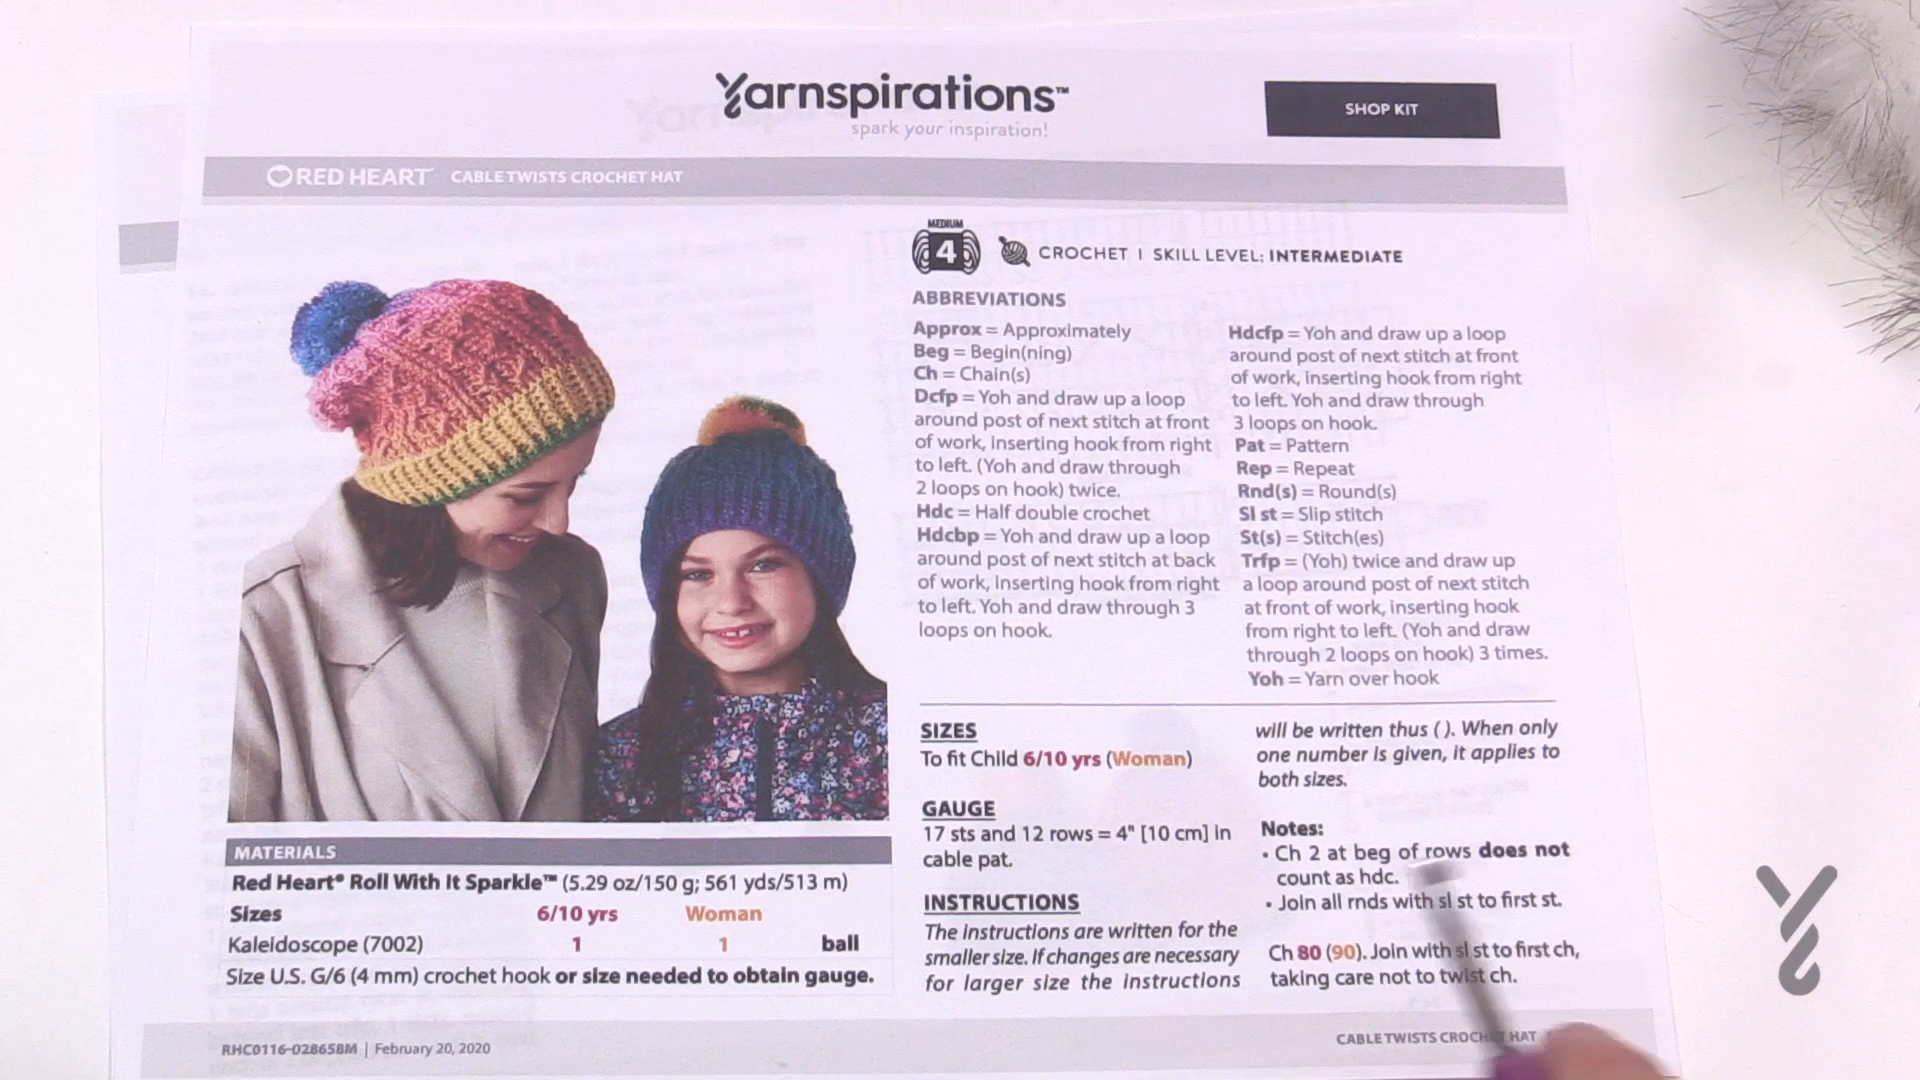 Yarnspirations™
spark your inspiration!
SHOP KIT
RED HEART CABLE TWISTS CROCHET HAT
MEDIUM
4
CROCHET | SKILL LEVEL: INTERMEDIATE
ABBREVIATIONS
Approx = Approximately
Beg = Begin(ning)
Ch = Chain(s)
Dcfp = Yoh and draw up a loop
around post of next stitch at front
of work, inserting hook from right
to left. (Yoh and draw through
2 loops on hook) twice.
Hdc = Half double crochet
Hdcbp = Yoh and draw up a loop
around post of next stitch at back
of work, inserting hook from right
to left. Yoh and draw through 3
loops on hook.
Hdcfp = Yoh and draw up a loop
around post of next stitch at front
of work, inserting hook from right
to left. Yoh and draw through
3 loops on hook.
Pat = Pattern
Rep = Repeat
Rnd(s) = Round(s)
Sl st = Slip stitch
St(s) = Stitch(es)
Trfp = (Yoh) twice and draw up
a loop around post of next stitch
at front of work, inserting hook
from right to left. (Yoh and draw
through 2 loops on hook) 3 times.
Yoh = Yarn over hook
MATERIALS
Red Heart® Roll With It Sparkle™ (5.29 oz/150 g; 561 yds/513 m)
Sizes 6/10 yrs Woman
Kaleidoscope (7002) 1 1 ball
Size U.S. G/6 (4 mm) crochet hook or size needed to obtain gauge.
SIZES
To fit Child 6/10 yrs (Woman)
GAUGE
17 sts and 12 rows = 4" [10 cm] in
cable pat.
INSTRUCTIONS
The instructions are written for the
smaller size. If changes are necessary
for larger size the instructions
will be written thus ( ). When only
one number is given, it applies to
both sizes.
Notes:
• Ch 2 at beg of rows does not
count as hdc.
• Join all rnds with sl st to first st.
Ch 80 (90). Join with sl st to first ch,
taking care not to twist ch.
RHC0116-028658M | February 20, 2020
CABLE TWISTS CROCHET HAT